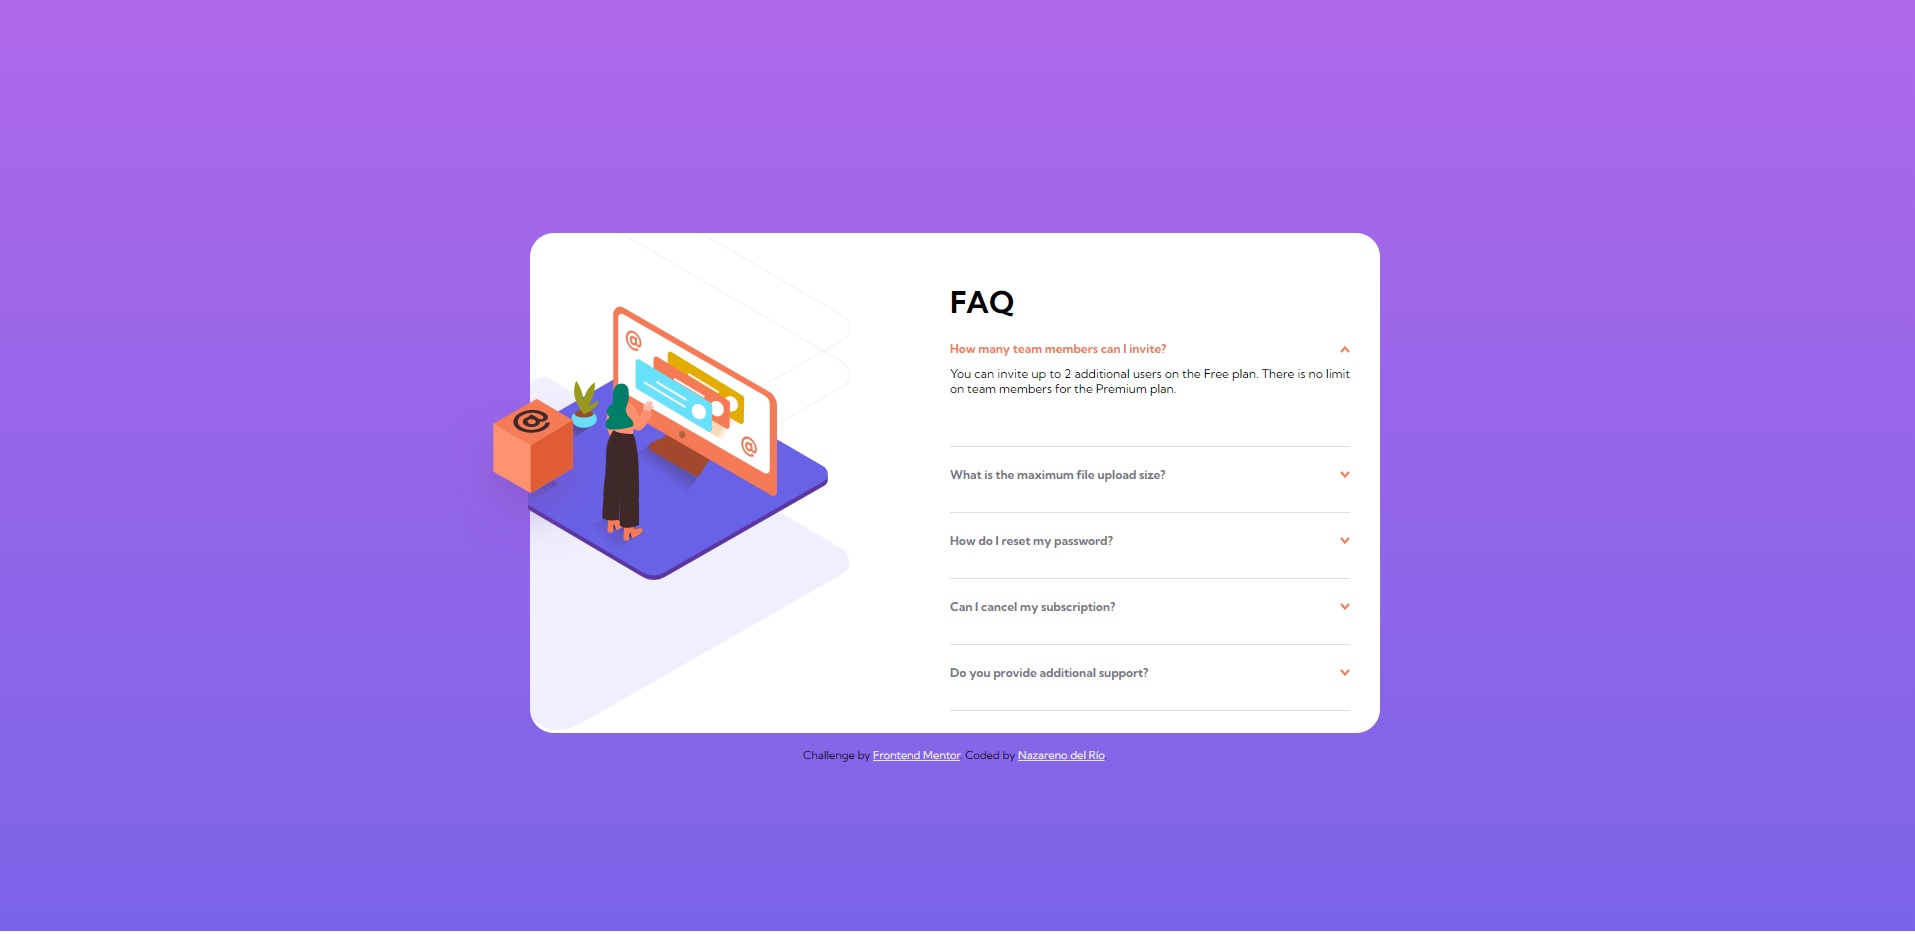 FAQ
How many team members can I invite?
You can invite up to 2 additional users on the Free plan. There is no limit
on team members for the Premium plan.
What is the maximum file upload size?
How do I reset my password?
Can I cancel my subscription?
Do you provide additional support?
Challenge by Frontend Mentor. Coded by Nazareno del Río.
@
@
@